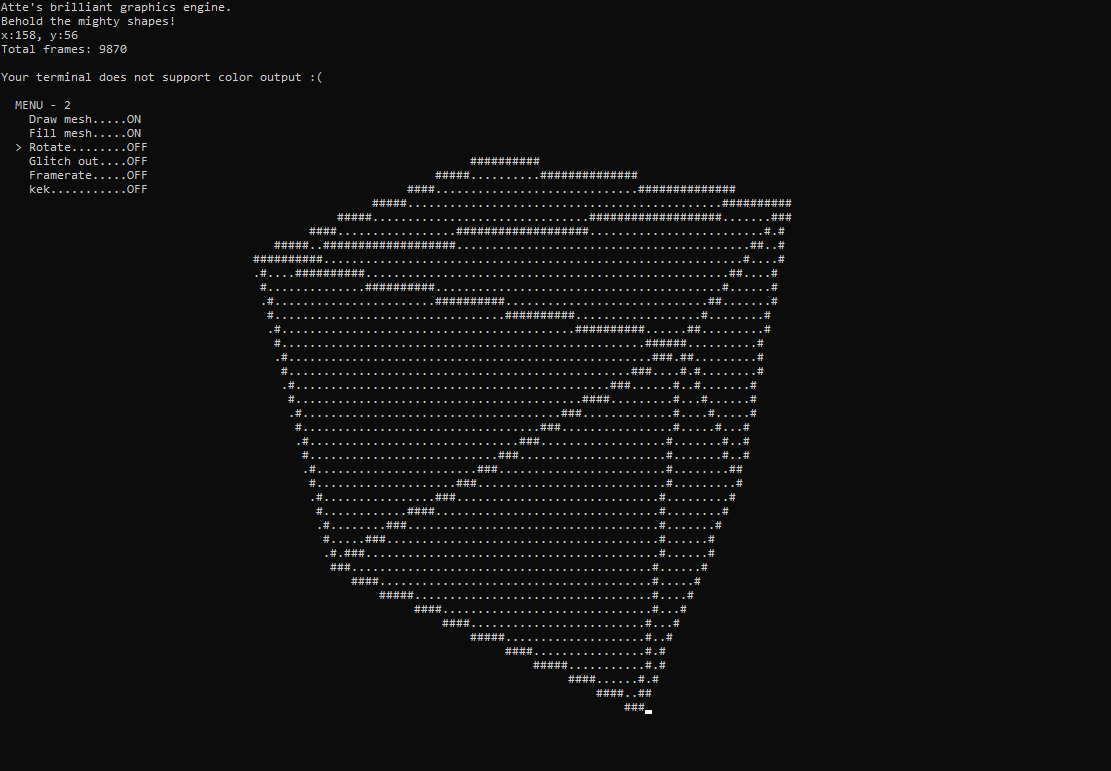 Atte's brilliant graphics engine.
Behold the mighty shapes!
x:158, y:56
Total frames: 9870
Your terminal does not support color output :(
MENU - 2
Draw mesh.....ON
Fill mesh.....ON
> Rotate........OFF
Glitch out....OFF
Framerate.....OFF
kek...........OFF